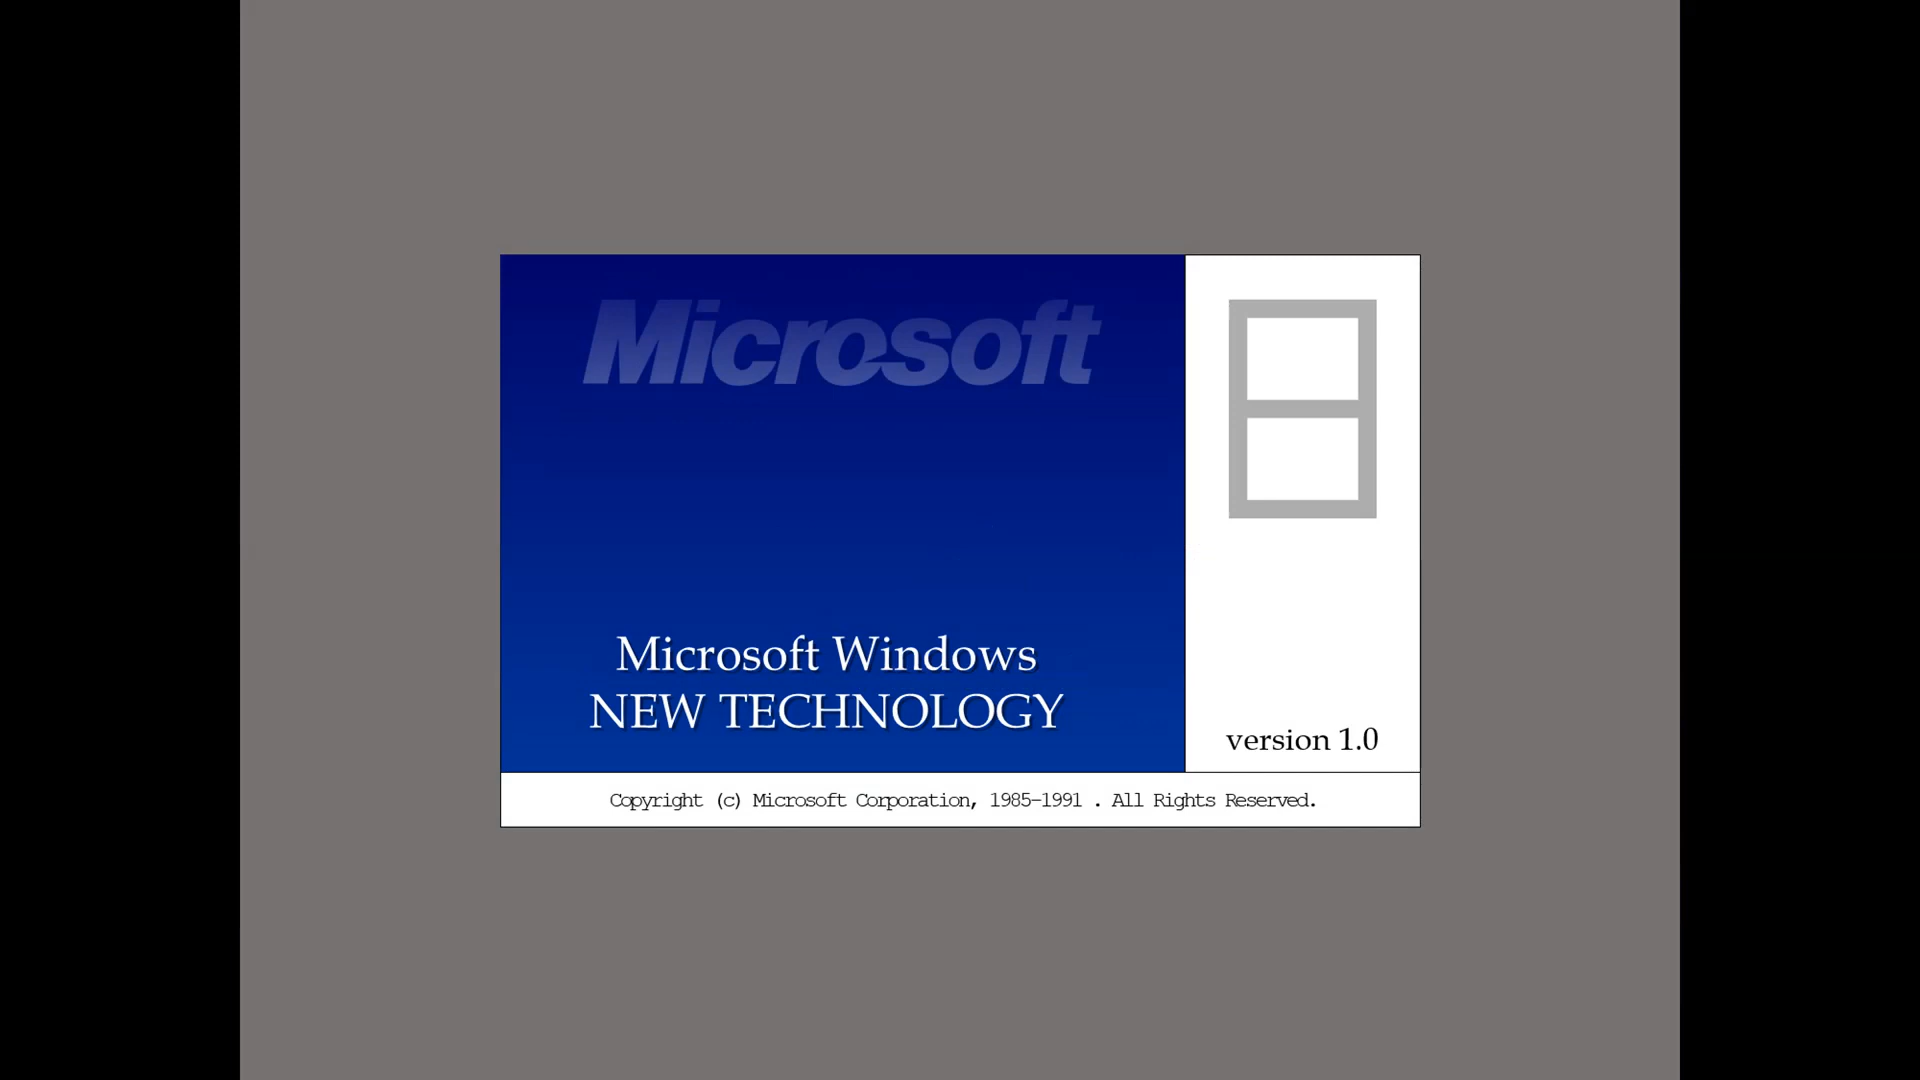 Microsoft
Microsoft Windows
NEW TECHNOLOGY
version 1.0
Copyright (c) Microsoft Corporation, 1985-1991 . All Rights Reserved.